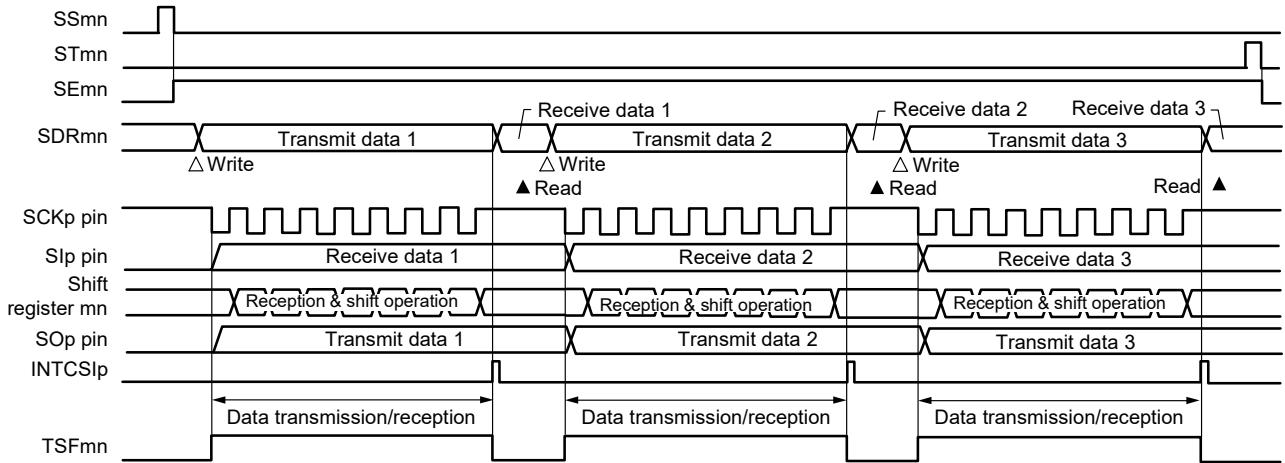 SSmn
STmn
SEmn
Receive data 1 Receive data 2 Receive data 3
SDRmn Transmit data 1 Transmit data 2 Transmit data 3
△ Write △ Write △ Write
▲ Read ▲ Read Read ▲
SCKp pin
SIp pin Receive data 1 Receive data 2 Receive data 3
Shift
register mn Reception & shift operation Reception & shift operation Reception & shift operation
SOp pin Transmit data 1 Transmit data 2 Transmit data 3
INTCSIp
Data transmission/reception Data transmission/reception Data transmission/reception
TSFmn